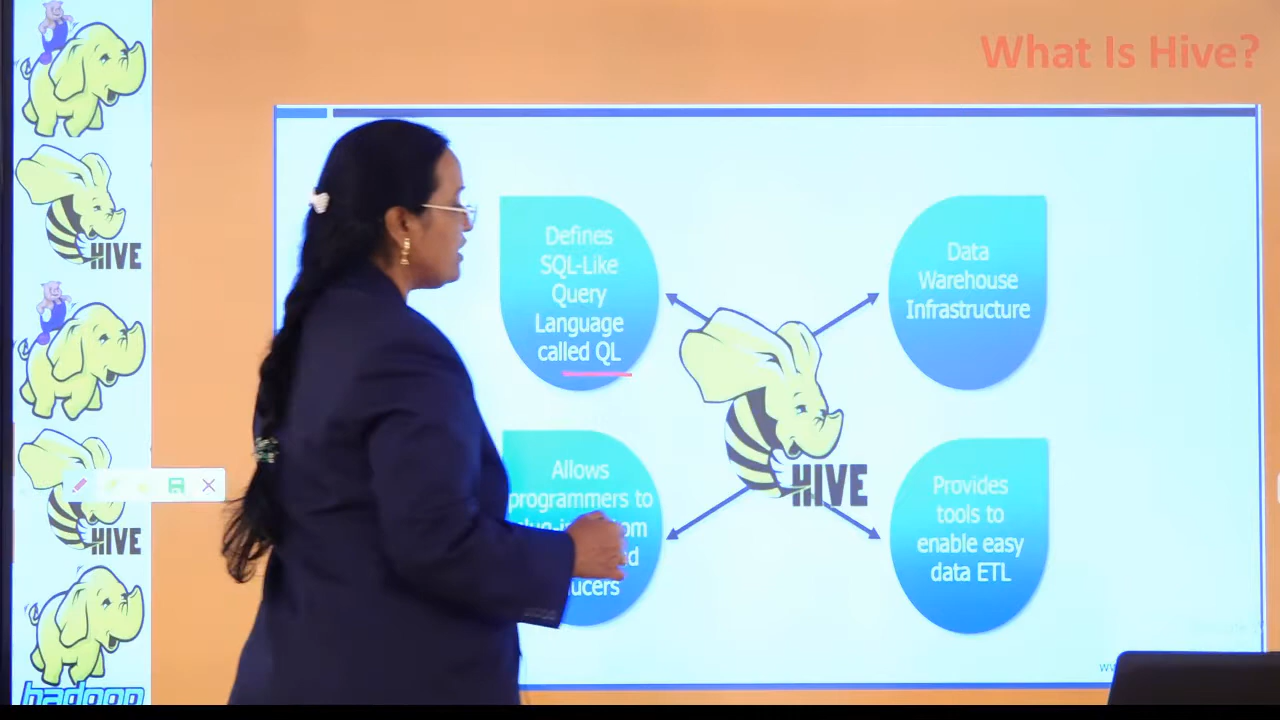 What Is Hive?
Defines
SQL-Like
Query
Language
called QL
Data
Warehouse
Infrastructure
Allows
programmers to
Provides
tools to
enable easy
data ETL
HIVE
HIVE
HIVE
hadoop